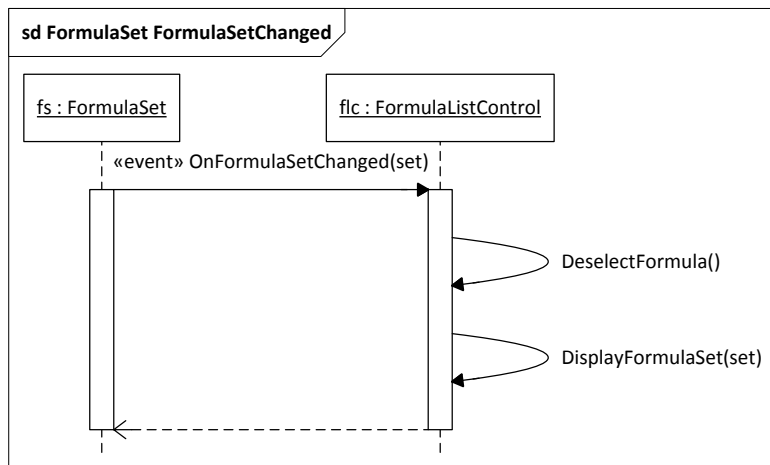 sd FormulaSet FormulaSetChanged
fs : FormulaSet
flc : FormulaListControl
«event» OnFormulaSetChanged(set)
DeselectFormula()
DisplayFormulaSet(set)